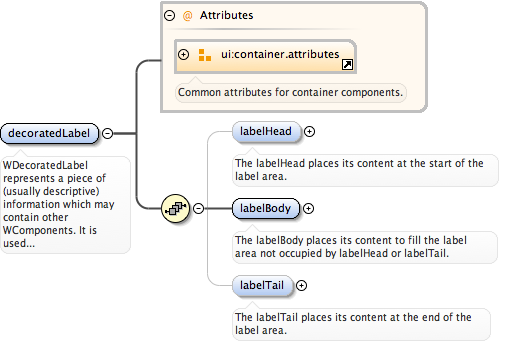 @ Attributes
ui:container.attributes
Common attributes for container components.
decoratedLabel
WDecoratedLabel
represents a piece of
(usually descriptive)
information which may
contain other
WComponents. It is
used...
labelHead
The labelHead places its content at the start of the
label area.
labelBody
The labelBody places its content to fill the label
area not occupied by labelHead or labelTail.
labelTail
The labelTail places its content at the end of the
label area.